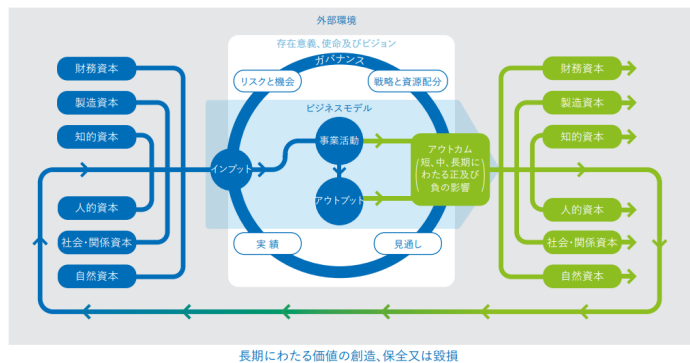 外部環境
存在意義、使命及びビジョン
ガバナンス
財務資本
製造資本
知的資本
人的資本
社会・関係資本
自然資本
リスクと機会
戦略と資源配分
ビジネスモデル
インプット
事業活動
アウトプット
アウトカム
(短、中、長期に
わたる正及び
負の影響)
実績
見通し
財務資本
製造資本
知的資本
人的資本
社会・関係資本
自然資本
長期にわたる価値の創造、保全又は毀損